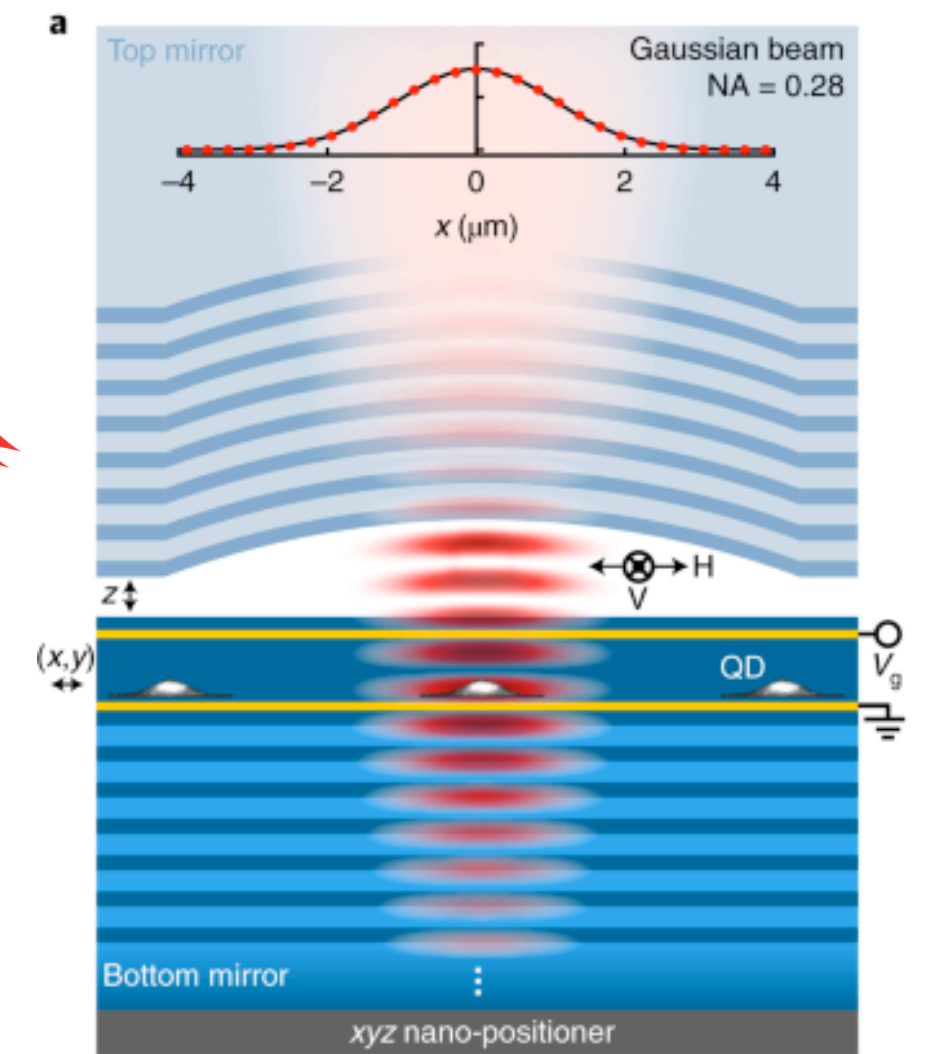 a
Top mirror
Gaussian beam
NA = 0.28
–4 –2 0 2 4
x (μm)
z
H
V
(x,y)
QD
Vg
Bottom mirror
xyz nano-positioner